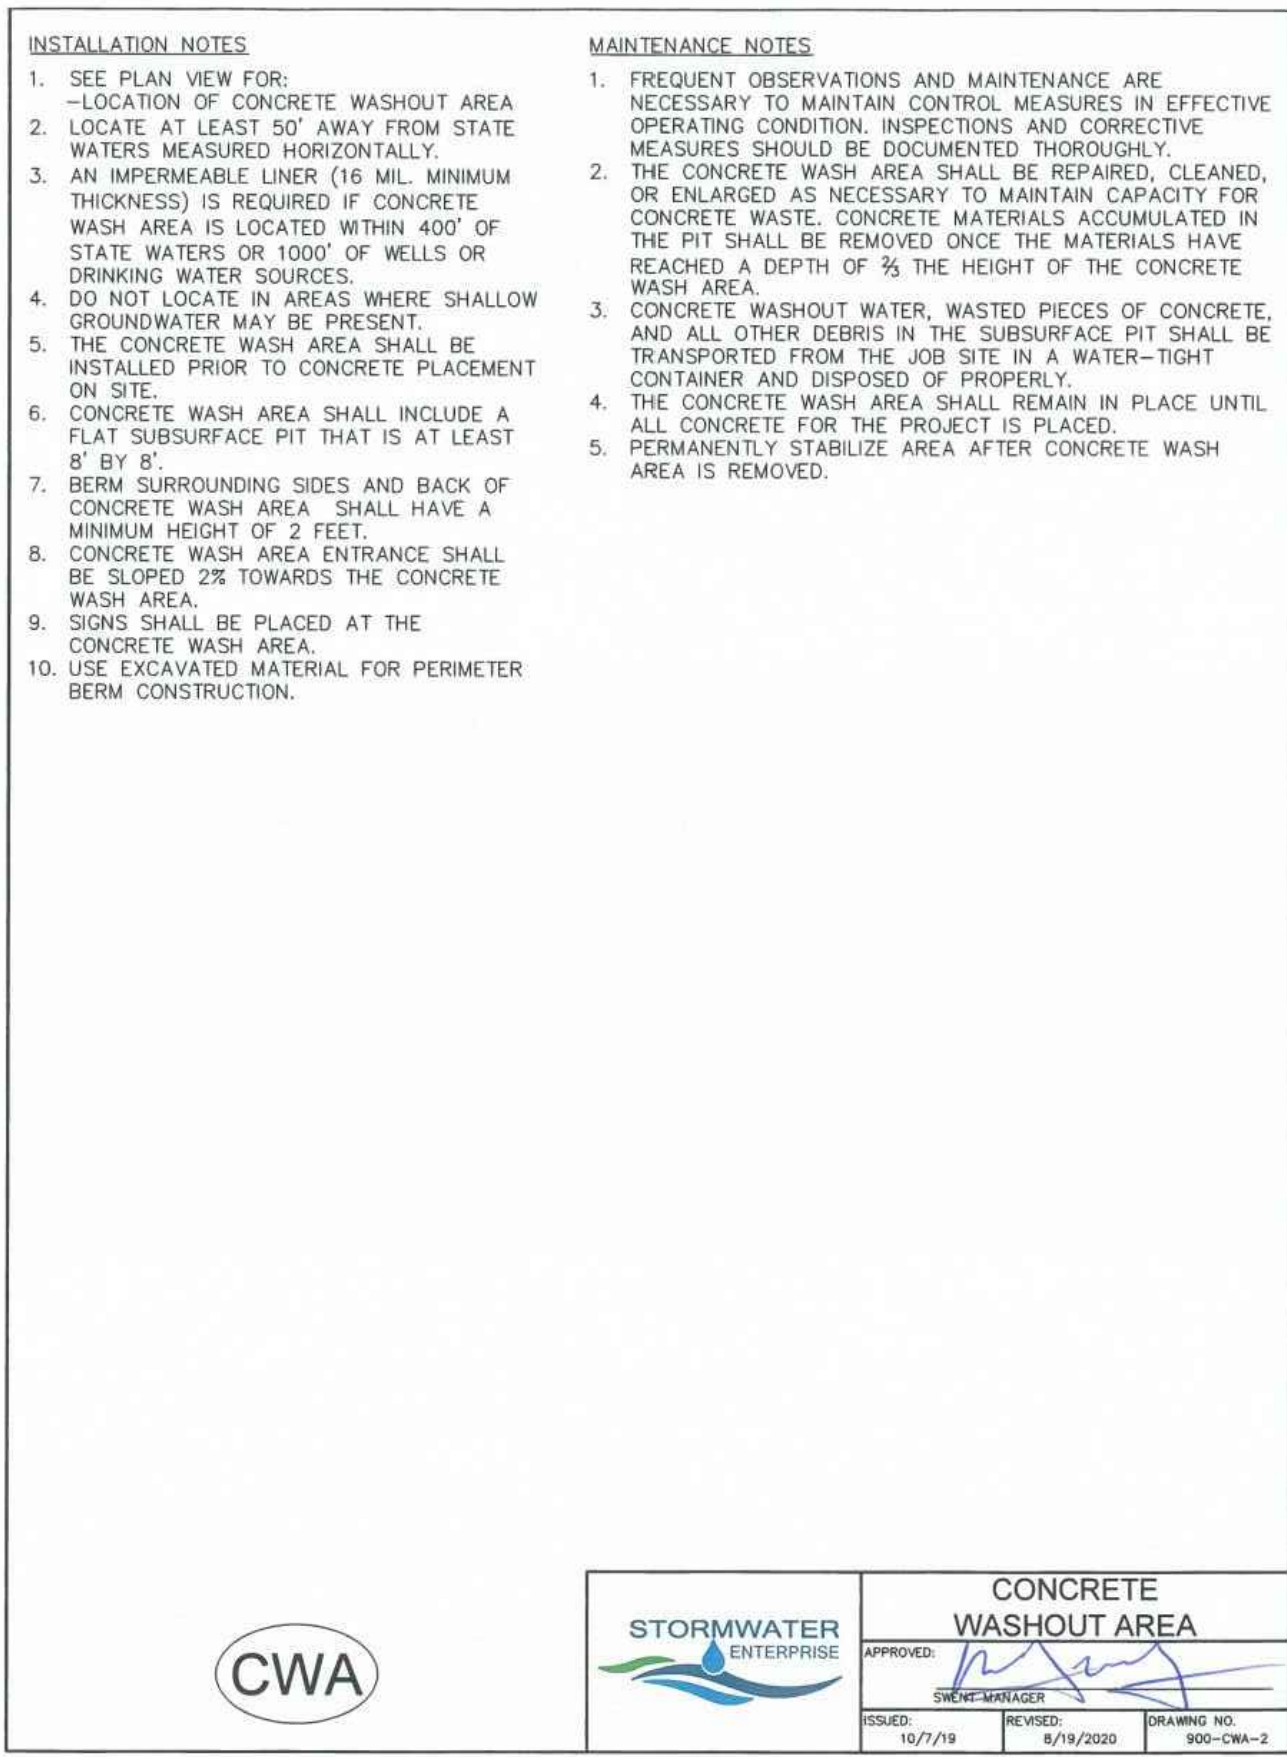 INSTALLATION NOTES
1. SEE PLAN VIEW FOR:
-LOCATION OF CONCRETE WASHOUT AREA
2. LOCATE AT LEAST 50' AWAY FROM STATE
WATERS MEASURED HORIZONTALLY.
3. AN IMPERMEABLE LINER (16 MIL. MINIMUM
THICKNESS) IS REQUIRED IF CONCRETE
WASH AREA IS LOCATED WITHIN 400' OF
STATE WATERS OR 1000' OF WELLS OR
DRINKING WATER SOURCES.
4. DO NOT LOCATE IN AREAS WHERE SHALLOW
GROUNDWATER MAY BE PRESENT.
5. THE CONCRETE WASH AREA SHALL BE
INSTALLED PRIOR TO CONCRETE PLACEMENT
ON SITE.
6. CONCRETE WASH AREA SHALL INCLUDE A
FLAT SUBSURFACE PIT THAT IS AT LEAST
8' BY 8'.
7. BERM SURROUNDING SIDES AND BACK OF
CONCRETE WASH AREA SHALL HAVE A
MINIMUM HEIGHT OF 2 FEET.
8. CONCRETE WASH AREA ENTRANCE SHALL
BE SLOPED 2% TOWARDS THE CONCRETE
WASH AREA.
9. SIGNS SHALL BE PLACED AT THE
CONCRETE WASH AREA.
10. USE EXCAVATED MATERIAL FOR PERIMETER
BERM CONSTRUCTION.
MAINTENANCE NOTES
1. FREQUENT OBSERVATIONS AND MAINTENANCE ARE
NECESSARY TO MAINTAIN CONTROL MEASURES IN EFFECTIVE
OPERATING CONDITION. INSPECTIONS AND CORRECTIVE
MEASURES SHOULD BE DOCUMENTED THOROUGHLY.
2. THE CONCRETE WASH AREA SHALL BE REPAIRED, CLEANED,
OR ENLARGED AS NECESSARY TO MAINTAIN CAPACITY FOR
CONCRETE WASTE. CONCRETE MATERIALS ACCUMULATED IN
THE PIT SHALL BE REMOVED ONCE THE MATERIALS HAVE
REACHED A DEPTH OF ⅔ THE HEIGHT OF THE CONCRETE
WASH AREA.
3. CONCRETE WASHOUT WATER, WASTED PIECES OF CONCRETE,
AND ALL OTHER DEBRIS IN THE SUBSURFACE PIT SHALL BE
TRANSPORTED FROM THE JOB SITE IN A WATER-TIGHT
CONTAINER AND DISPOSED OF PROPERLY.
4. THE CONCRETE WASH AREA SHALL REMAIN IN PLACE UNTIL
ALL CONCRETE FOR THE PROJECT IS PLACED.
5. PERMANENTLY STABILIZE AREA AFTER CONCRETE WASH
AREA IS REMOVED.
CWA
STORMWATER
ENTERPRISE
CONCRETE
WASHOUT AREA
APPROVED:
SWENT MANAGER
ISSUED:
10/7/19
REVISED:
8/19/2020
DRAWING NO.
900-CWA-2